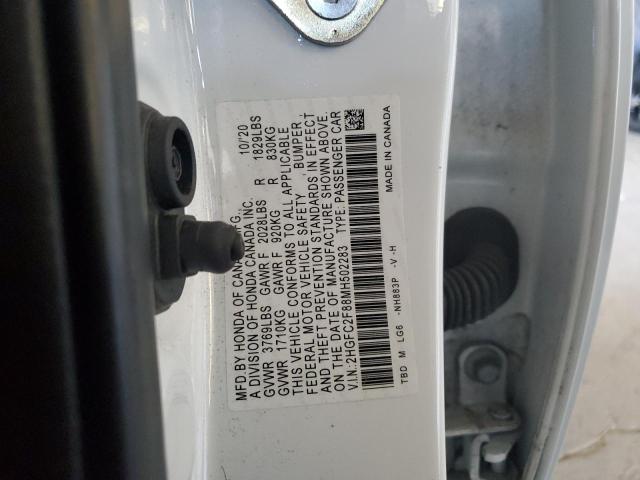 MFD.BY HONDA OF CANADA MFG., 10/'20
A DIVISION OF HONDA CANADA INC.
GVWR 3769LBS GAWR F 2028LBS R 1829LBS
GVWR 1710KG GAWR F 920KG R 830KG
THIS VEHICLE CONFORMS TO ALL APPLICABLE
FEDERAL MOTOR VEHICLE SAFETY , BUMPER ,
AND THEFT PREVENTION STANDARDS IN EFFECT
ON THE DATE OF MANUFACTURE SHOWN ABOVE.
V.I.N.:2HGFC2F88MH502283 TYPE: PASSENGER CAR
TBD M LG6 -NH883P -V -H MADE IN CANADA